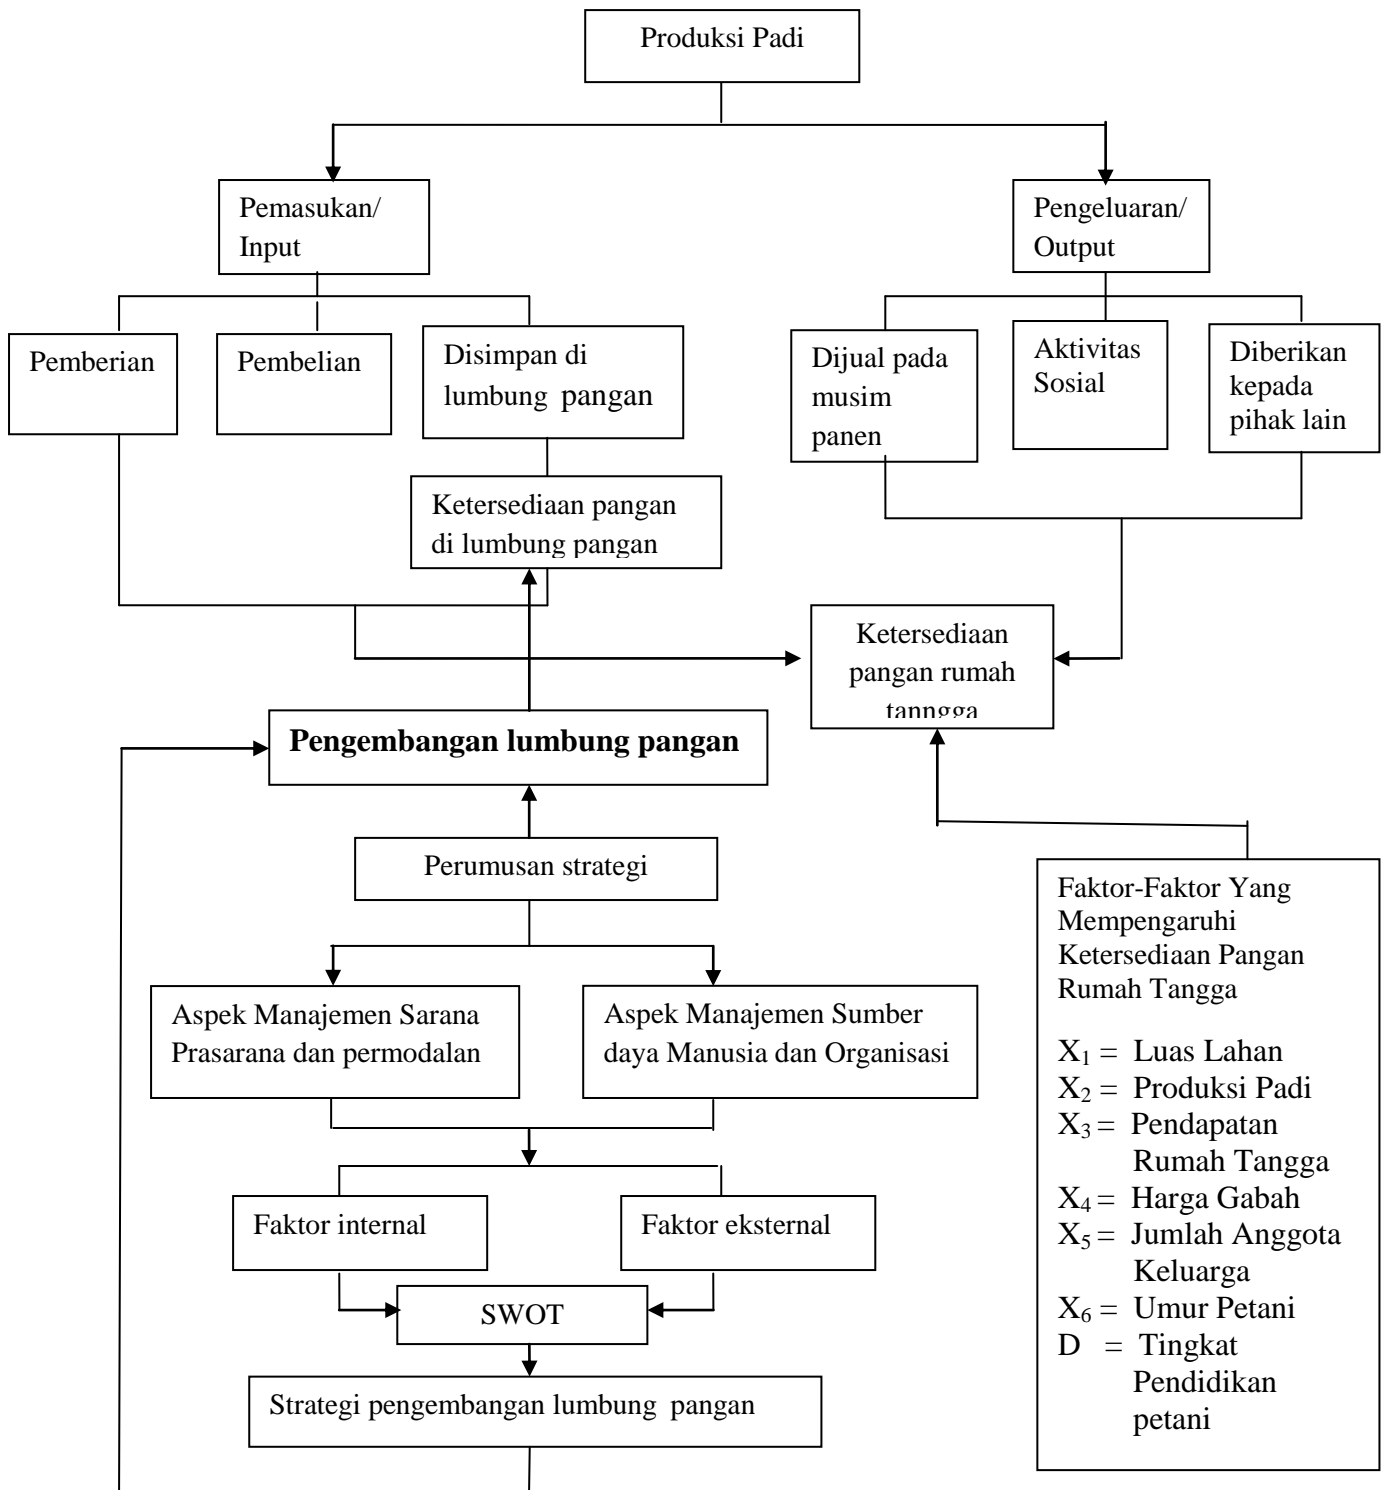 Produksi Padi
Pemasukan/
Input
Pengeluaran/
Output
Pemberian
Pembelian
Disimpan di
lumbung pangan
Dijual pada
musim
panen
Aktivitas
Sosial
Diberikan
kepada
pihak lain
Ketersediaan pangan
di lumbung pangan
Ketersediaan
pangan rumah
tanngga
Pengembangan lumbung pangan
Perumusan strategi
Aspek Manajemen Sarana
Prasarana dan permodalan
Aspek Manajemen Sumber
daya Manusia dan Organisasi
Faktor internal
Faktor eksternal
SWOT
Strategi pengembangan lumbung pangan
Faktor-Faktor Yang
Mempengaruhi
Ketersediaan Pangan
Rumah Tangga
X₁ = Luas Lahan
X₂ = Produksi Padi
X₃ = Pendapatan
Rumah Tangga
X₄ = Harga Gabah
X₅ = Jumlah Anggota
Keluarga
X₆ = Umur Petani
D = Tingkat
Pendidikan
petani